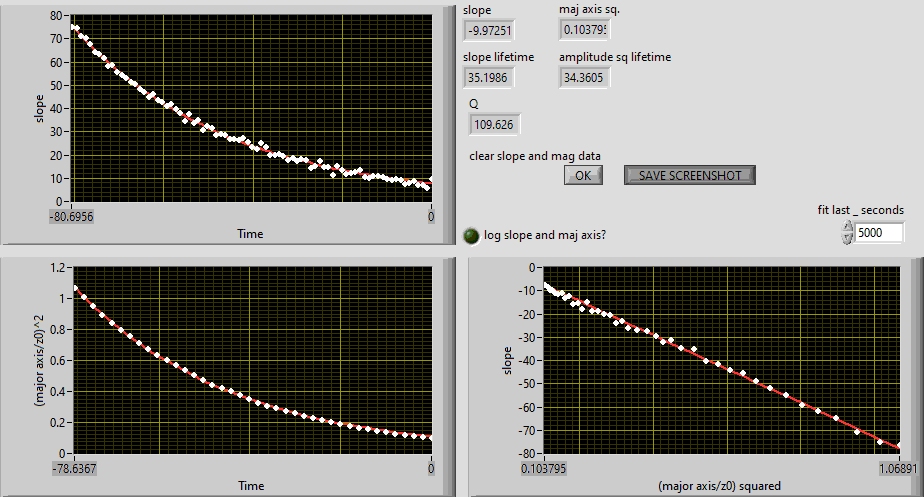 slope
maj axis sq.
-9.97251
0.10379
slope lifetime
amplitude sq lifetime
35.1986
34.3605
Q
109.626
clear slope and mag data
OK
SAVE SCREENSHOT
fit last _ seconds
5000
log slope and maj axis?
80
70
60
50
40
30
20
10
0
slope
-80.6956
0
Time
1.2
1
0.8
0.6
0.4
0.2
0
(major axis/z0)^2
-78.6367
0
Time
0
-10
-20
-30
-40
-50
-60
-70
-80
slope
0.103795
1.06891
(major axis/z0) squared